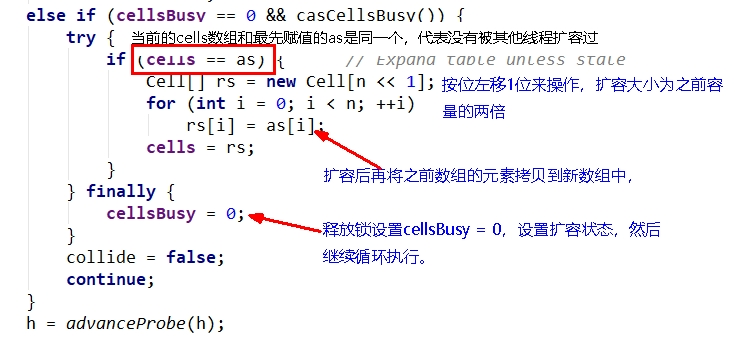 else if (cellsBusy == 0 && casCellsBusy()) {
try { 当前的cells数组和最先赋值的as是同一个，代表没有被其他线程扩容过
if (cells == as) { // Expand table unless stale
Cell[] rs = new Cell[n << 1]; 按位左移1位来操作，扩容大小为之前容
for (int i = 0; i < n; ++i) 量的两倍
rs[i] = as[i];
cells = rs;
扩容后再将之前数组的元素拷贝到新数组中，
}
} finally {
cellsBusy = 0; 释放锁设置cellsBusy = 0，设置扩容状态，然后
} 继续循环执行。
collide = false;
continue;
}
h = advanceProbe(h);